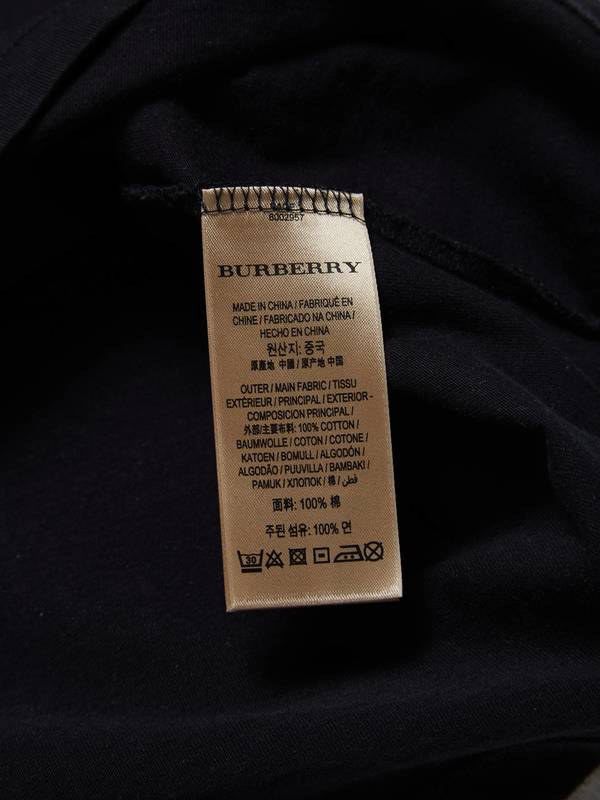 PAGE 1
8002957
BURBERRY
MADE IN CHINA / FABRIQUÉ EN
CHINE / FABRICADO NA CHINA /
HECHO EN CHINA
원산지: 중국
原產地 中國 / 原产地 中国
OUTER / MAIN FABRIC / TISSU
EXTÉRIEUR / PRINCIPAL / EXTERIOR -
COMPOSICION PRINCIPAL /
外部/主要布料: 100% COTTON /
BAUMWOLLE / COTON / COTONE /
KATOEN / BOMULL / ALGODÓN /
ALGODÃO / PUUVILLA / BAMBAKI /
PAMUK / ХЛОПОК / 棉 / قطن /
面料: 100% 棉
주된 섬유: 100% 면
30